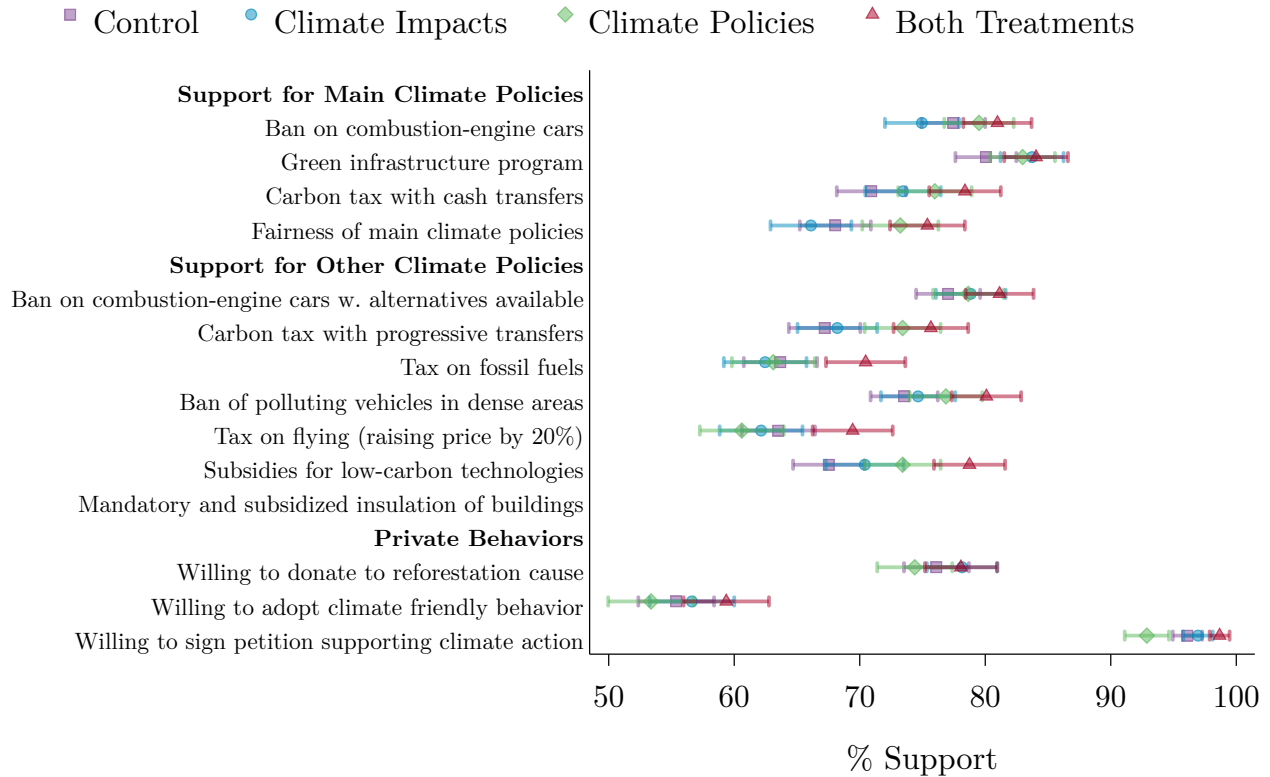 Control Climate Impacts Climate Policies Both Treatments
Support for Main Climate Policies
Ban on combustion-engine cars
Green infrastructure program
Carbon tax with cash transfers
Fairness of main climate policies
Support for Other Climate Policies
Ban on combustion-engine cars w. alternatives available
Carbon tax with progressive transfers
Tax on fossil fuels
Ban of polluting vehicles in dense areas
Tax on flying (raising price by 20%)
Subsidies for low-carbon technologies
Mandatory and subsidized insulation of buildings
Private Behaviors
Willing to donate to reforestation cause
Willing to adopt climate friendly behavior
Willing to sign petition supporting climate action
50 60 70 80 90 100
% Support